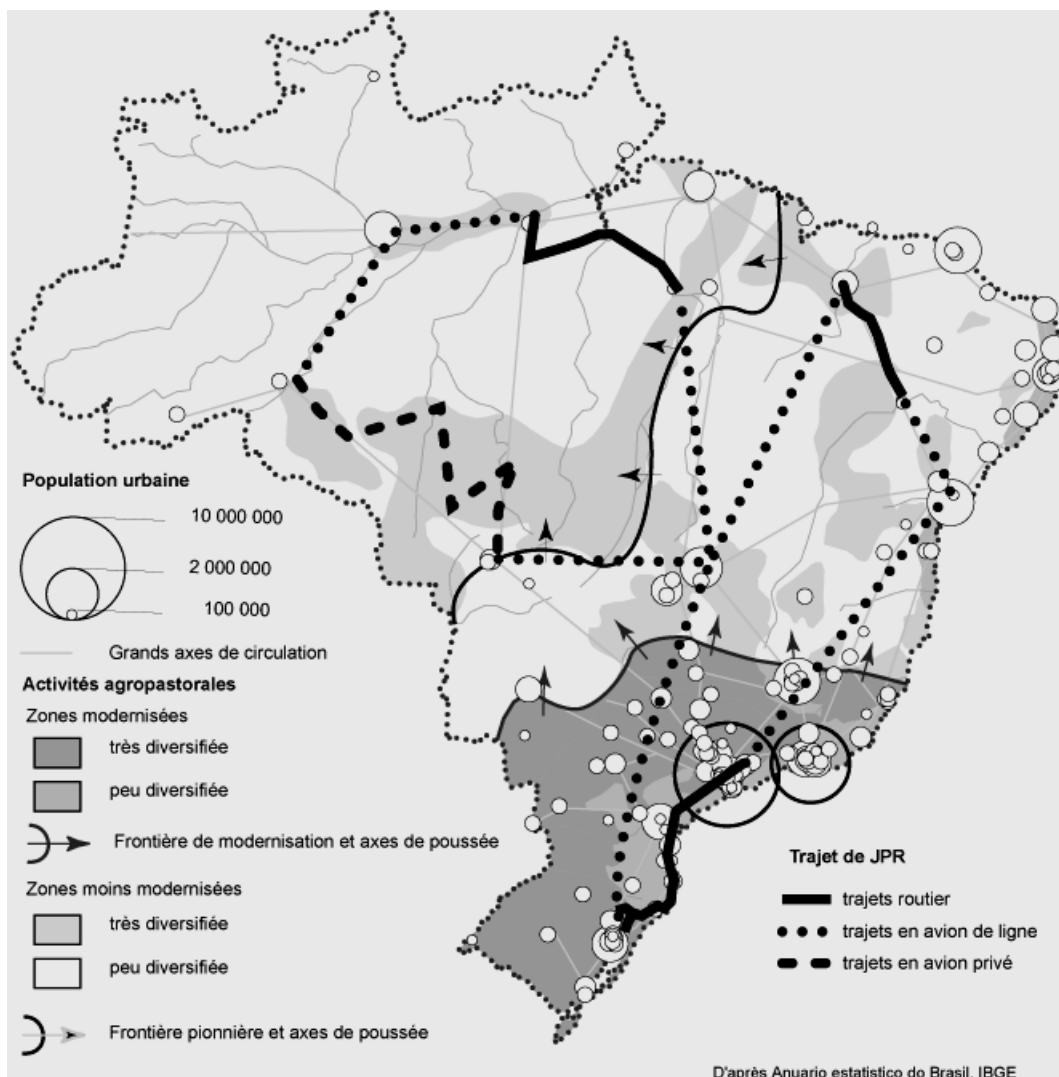 Population urbaine
10 000 000
2 000 000
100 000
Grands axes de circulation
Activités agropastorales
Zones modernisées
très diversifiée
peu diversifiée
Frontière de modernisation et axes de poussée
Zones moins modernisées
très diversifiée
peu diversifiée
Frontière pionnière et axes de poussée
Trajet de JPR
trajets routier
trajets en avion de ligne
trajets en avion privé
D'après Anuario estatistico do Brasil, IBGE